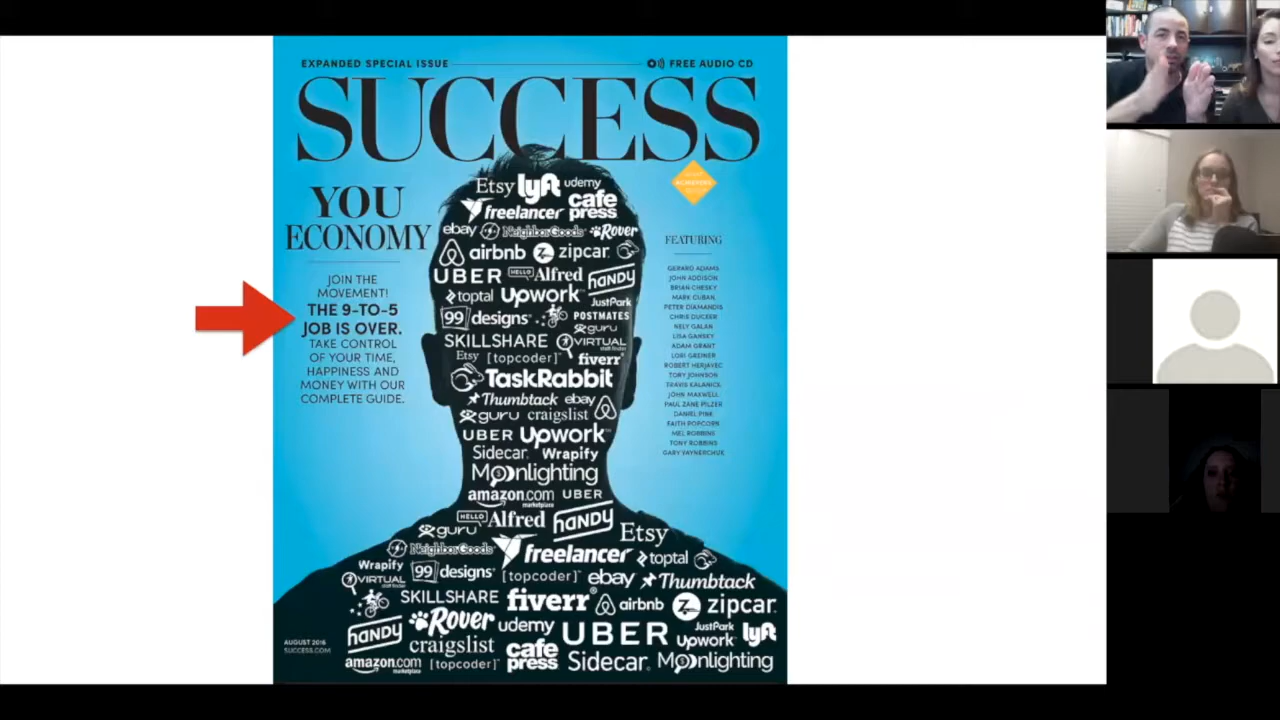 EXPANDED SPECIAL ISSUE
FREE AUDIO CD
SUCCESS
YOU
ECONOMY
JOIN THE
MOVEMENT!
THE 9-TO-5
JOB IS OVER.
TAKE CONTROL
OF YOUR TIME,
HAPPINESS AND
MONEY WITH OUR
COMPLETE GUIDE.
AUGUST 2016
SUCCESS.COM
Etsy lyft udemy
freelancer cafe press
ebay NeighborGoods Rover
airbnb zipcar
UBER HELLO Alfred handy
toptal Upwork JustPark
99 designs POSTMATES
guru
SKILLSHARE VIRTUAL
Etsy [topcoder] fiverr
TaskRabbit
Thumbtack ebay
guru craigslist
UBER Upwork
Sidecar Wrapify
Moonlighting
amazon.com marketplace UBER
HELLO Alfred handy
guru Etsy
NeighborGoods freelancer toptal
Wrapify
VIRTUAL 99 designs [topcoder] ebay Thumbtack
SKILLSHARE fiverr airbnb zipcar
handy Rover udemy UBER JustPark Upwork lyft
craigslist cafe press Sidecar Moonlighting
amazon.com marketplace [topcoder]
FEATURING
GERARD ADAMS
JOHN ADDISON
BRIAN CHESKY
MARK CUBAN
PETER DIAMANDIS
CHRIS DUCKER
NELY GALAN
LISA GANSKY
ADAM GRANT
LORI GREINER
ROBERT HERJAVEC
TORY JOHNSON
TRAVIS KALANICK
JOHN MAXWELL
PAUL ZANE PILZER
DANIEL PINK
FAITH POPCORN
MEL ROBBINS
TONY ROBBINS
GARY VAYNERCHUK